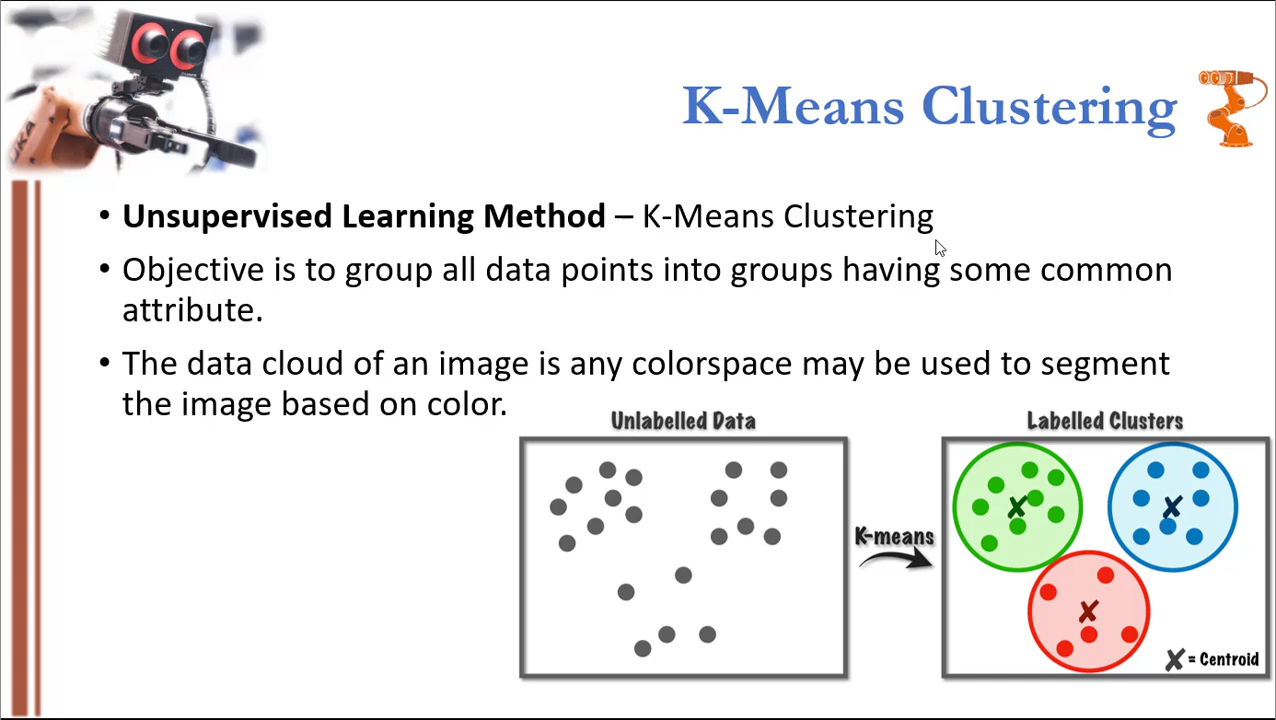 K-Means Clustering
• Unsupervised Learning Method – K-Means Clustering
• Objective is to group all data points into groups having some common
attribute.
• The data cloud of an image is any colorspace may be used to segment
the image based on color.
Unlabelled Data
Labelled Clusters
K-means
X = Centroid